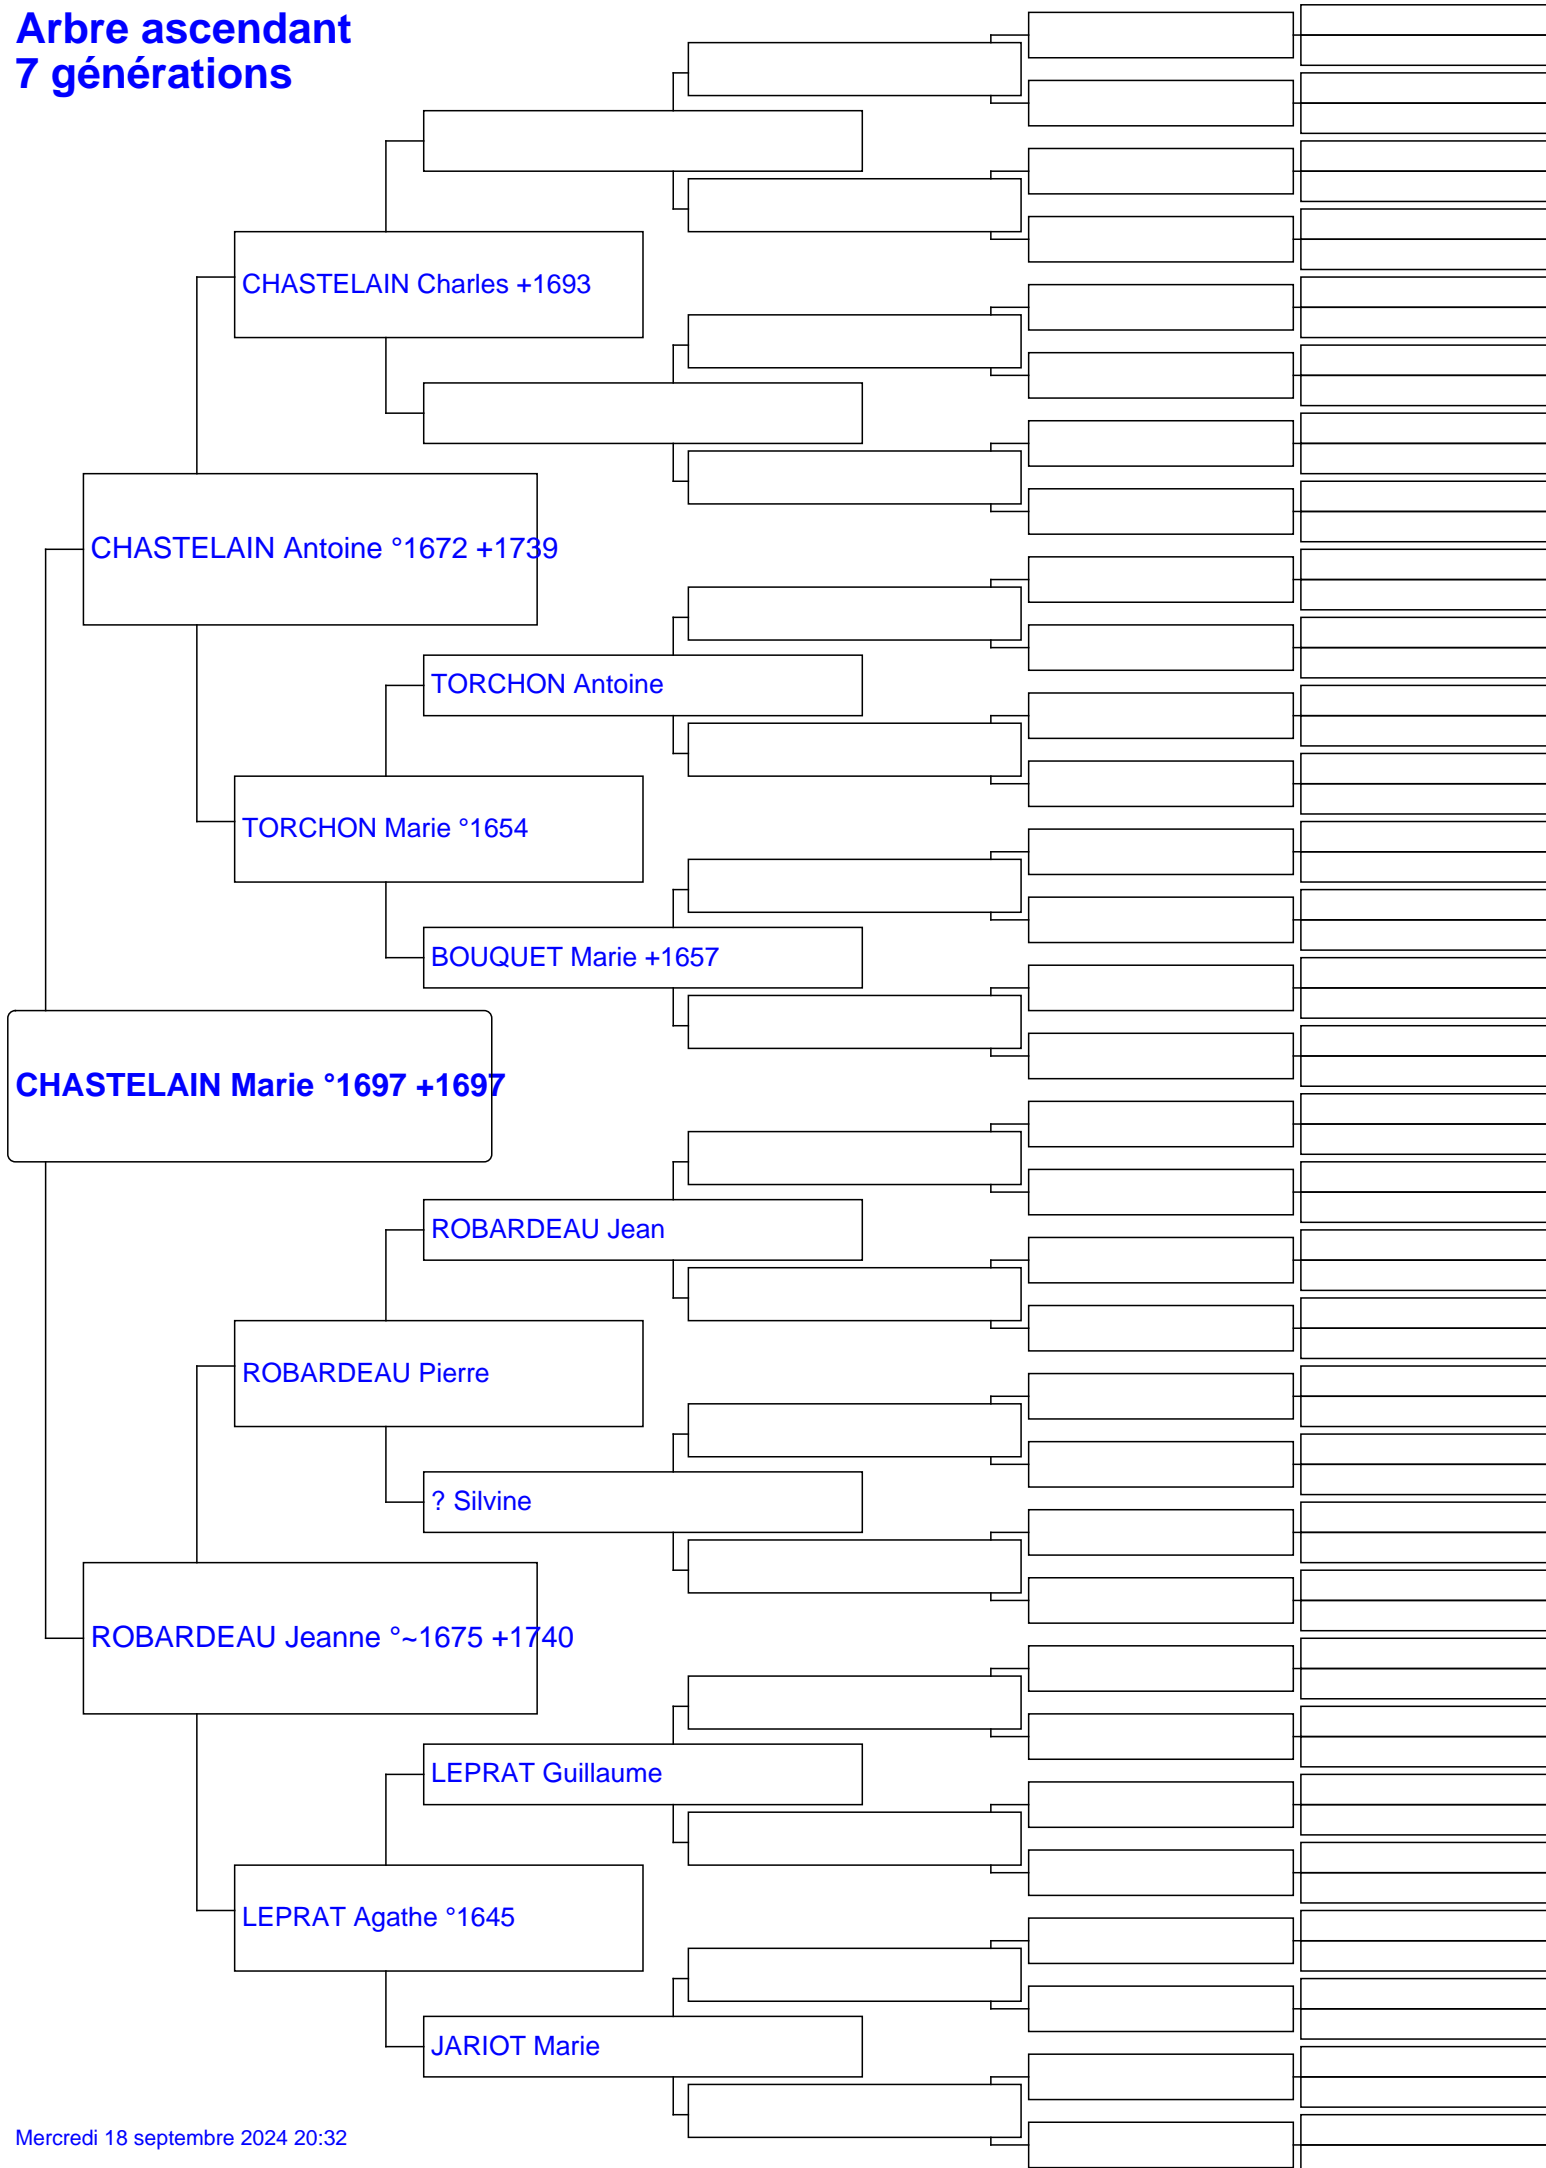 Arbre ascendant
7 générations
CHASTELAIN Charles +1693
CHASTELAIN Antoine °1672 +1739
TORCHON Antoine
TORCHON Marie °1654
BOUQUET Marie +1657
CHASTELAIN Marie °1697 +1697
ROBARDEAU Jean
ROBARDEAU Pierre
? Silvine
ROBARDEAU Jeanne °~1675 +1740
LEPRAT Guillaume
LEPRAT Agathe °1645
JARIOT Marie
Mercredi 18 septembre 2024 20:32